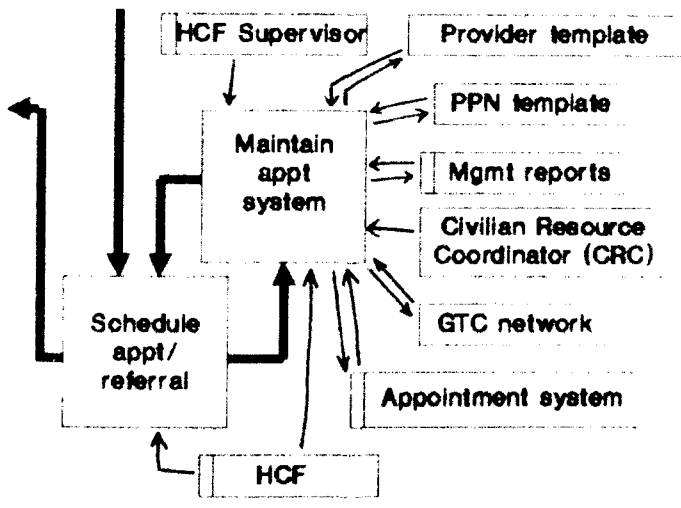 HCF Supervisor
Provider template
PPN template
Maintain
appt
system
Mgmt reports
Civilian Resource
Coordinator (CRC)
GTC network
Schedule
appt/
referral
Appointment system
HCF